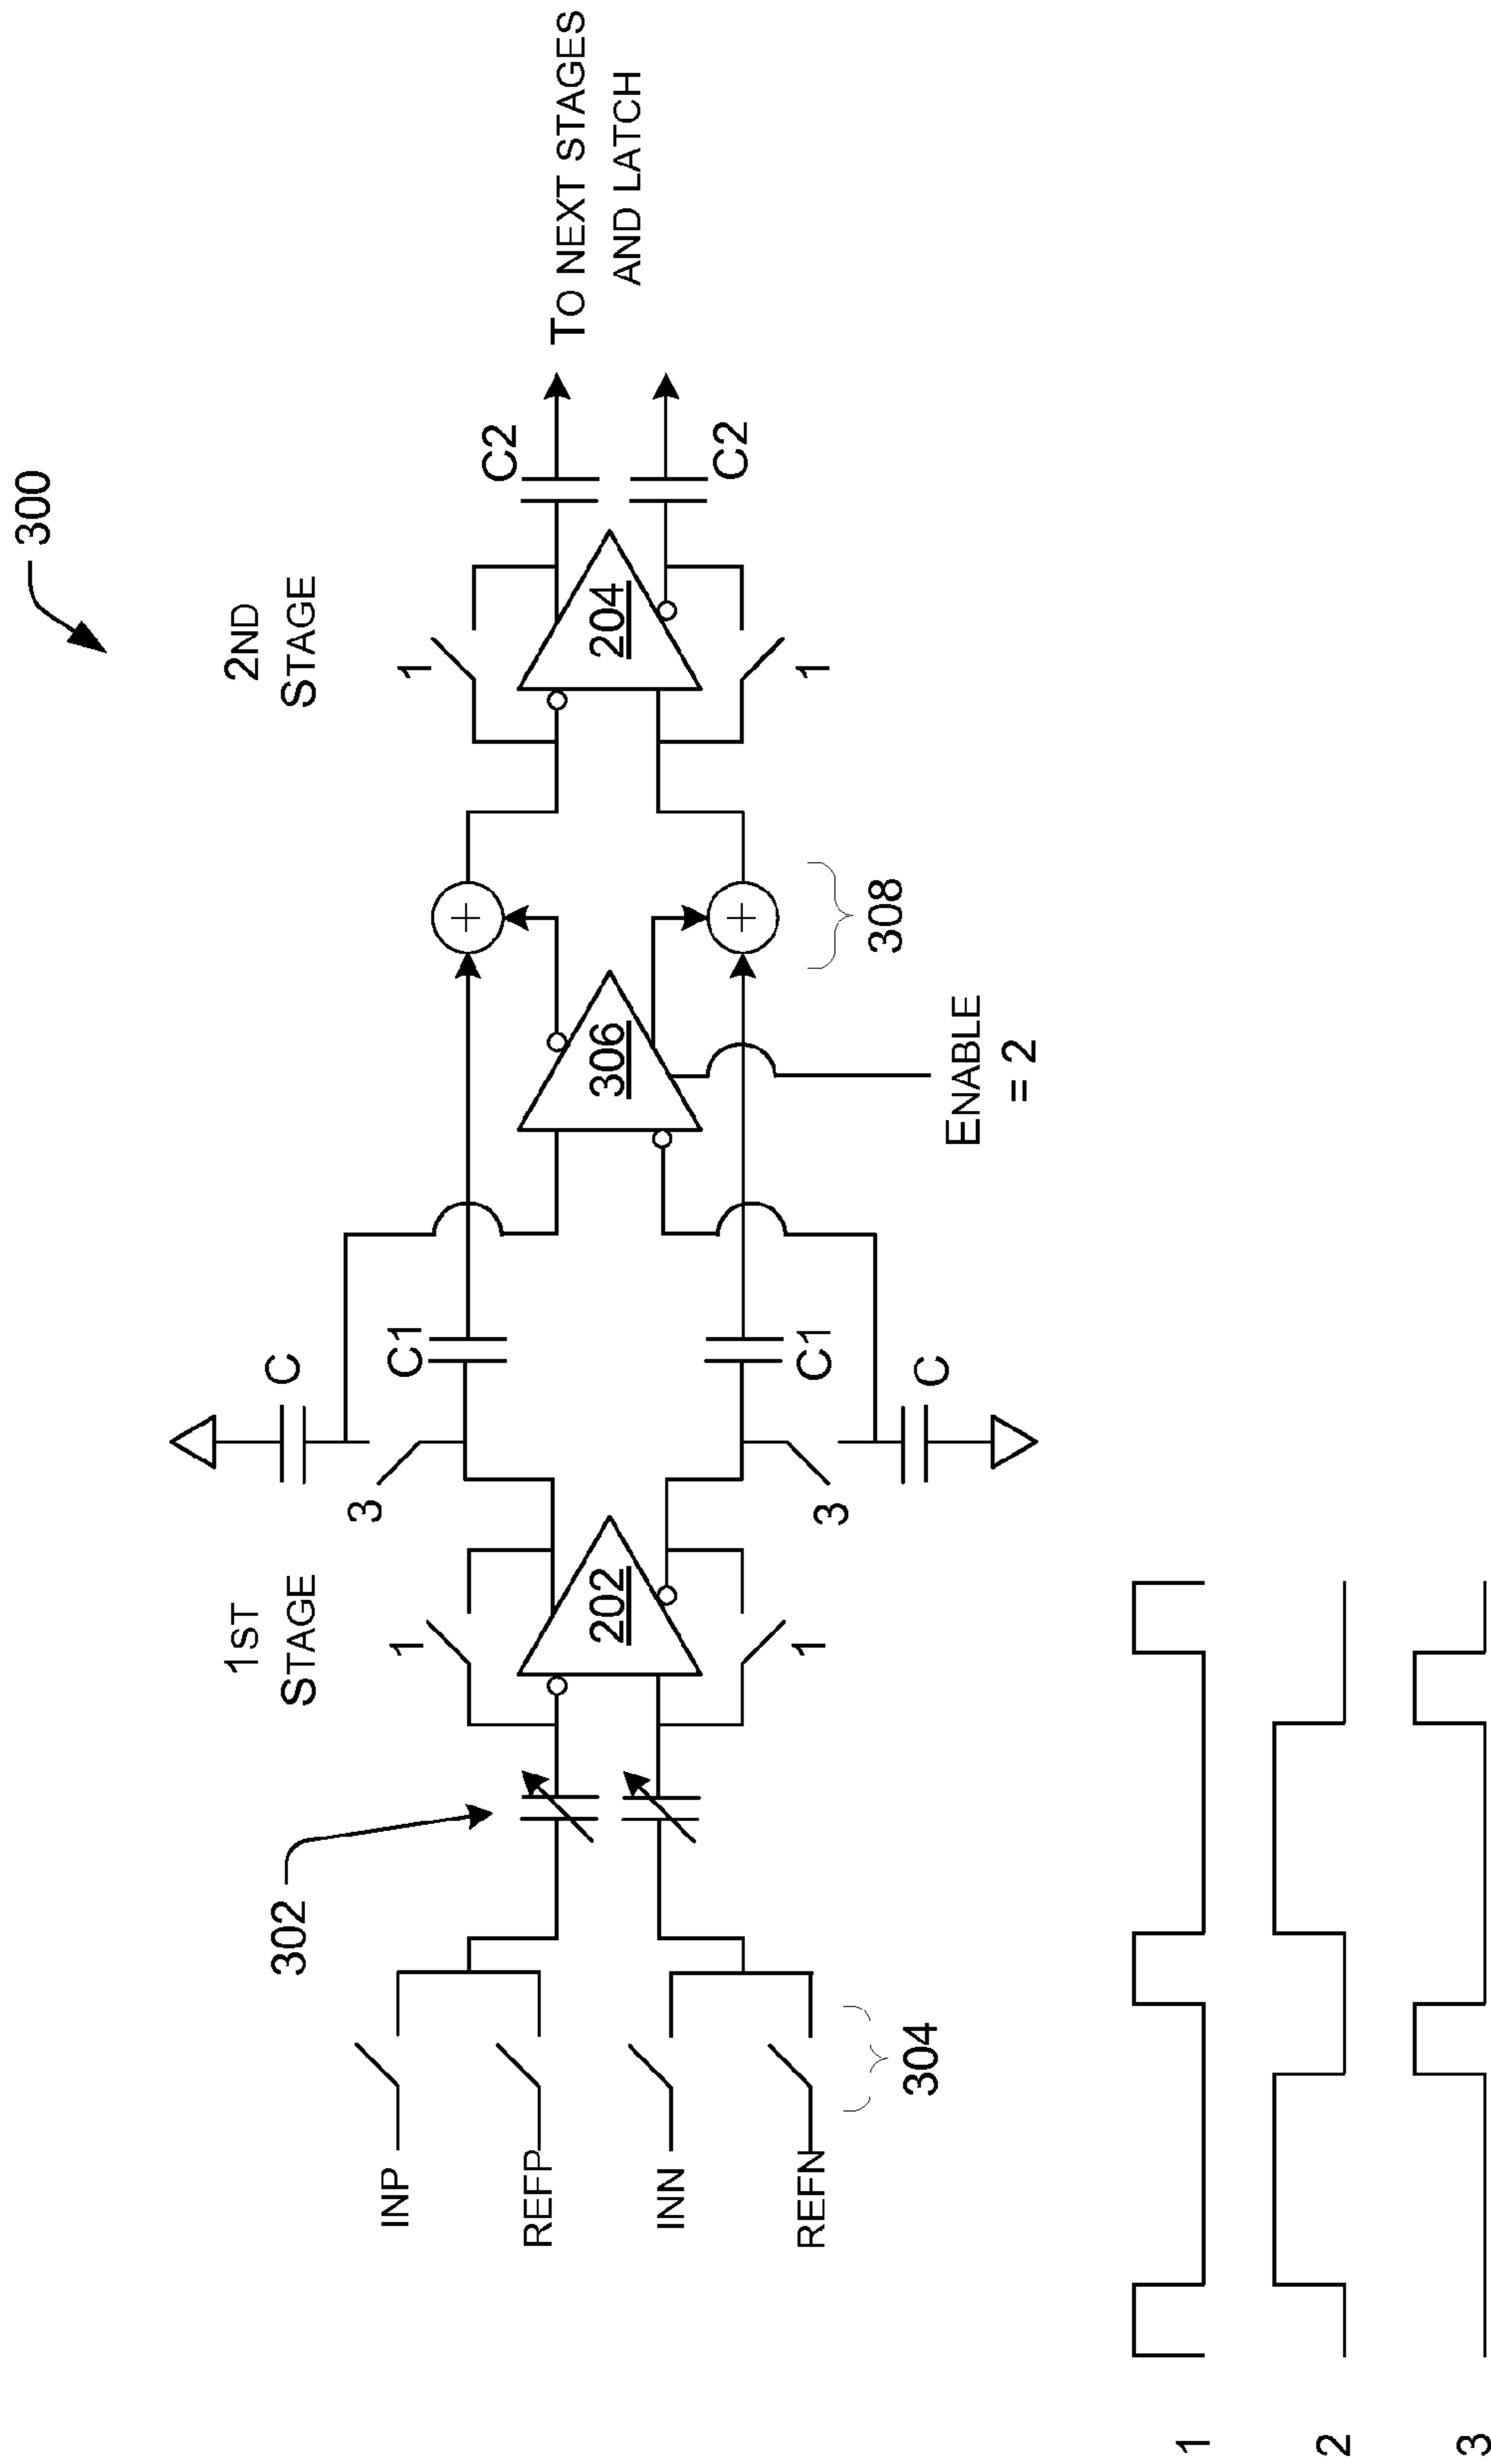 300
1ST
STAGE
2ND
STAGE
302
INP
REFP
INN
REFN
304
1
1
202
3
3
C
C1
C1
C
306
ENABLE
= 2
308
1
1
204
C2
C2
TO NEXT STAGES
AND LATCH
1
2
3